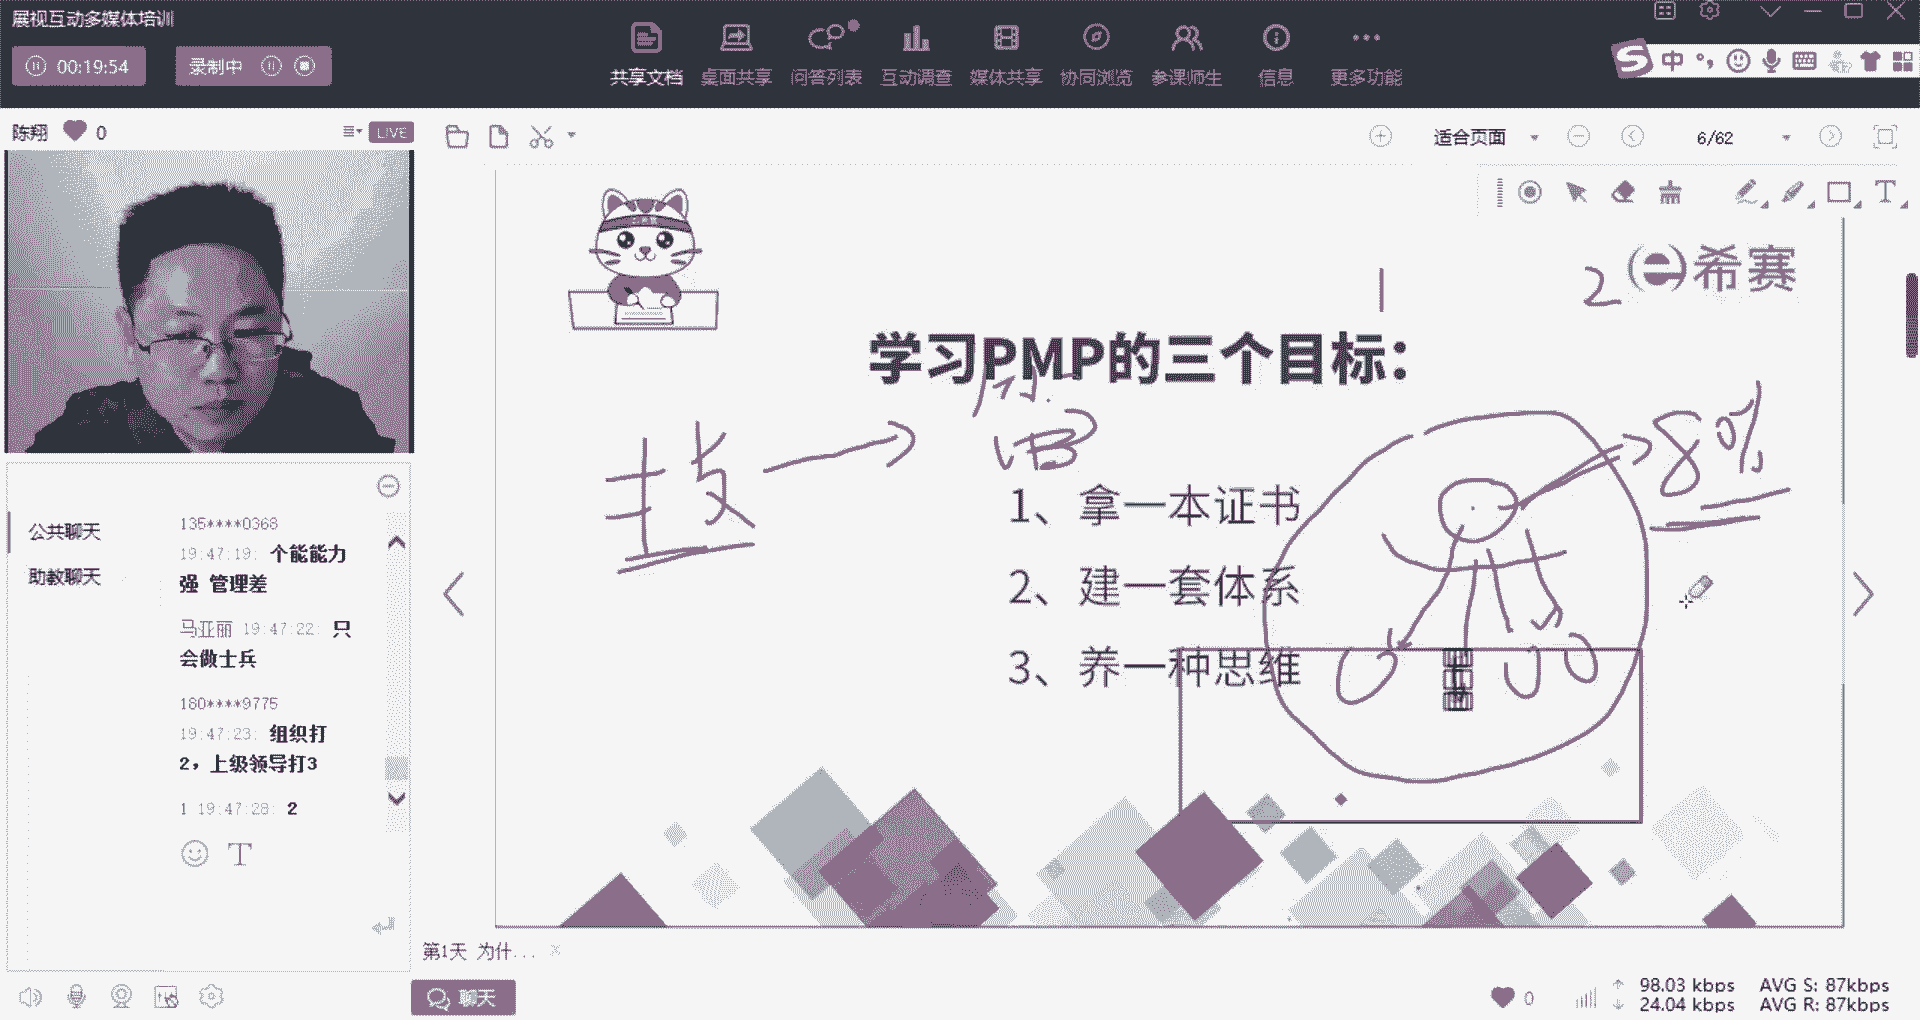 展视互动多媒体培训
00:19:54
录制中
共享文档
桌面共享
问答列表
互动调查
媒体共享
协同浏览
参课师生
信息
更多功能
中
陈翔
0
LIVE
适合页面
6/62
公共聊天
助教聊天
135****0368
19:47:19: 个能能力
强 管理差
马亚丽 19:47:22: 只
会做士兵
180****9775
19:47:23: 组织打
2，上级领导打3
1 19:47:28: 2
T
1
2
希赛
学习PMP的三个目标：
技
80%
1、拿一本证书
2、建一套体系
3、养一种思维
第1天 为什...
聊天
0
98.03 kbps
AVG S: 87kbps
24.04 kbps
AVG R: 87kbps